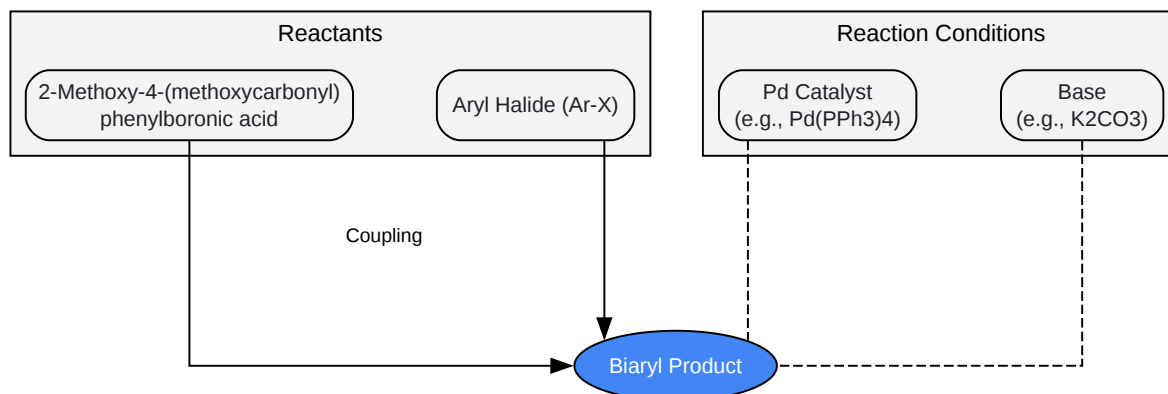 Reactants
2-Methoxy-4-(methoxycarbonyl)
phenylboronic acid
Aryl Halide (Ar-X)
Reaction Conditions
Pd Catalyst
(e.g., Pd(PPh3)4)
Base
(e.g., K2CO3)
Coupling
Biaryl Product